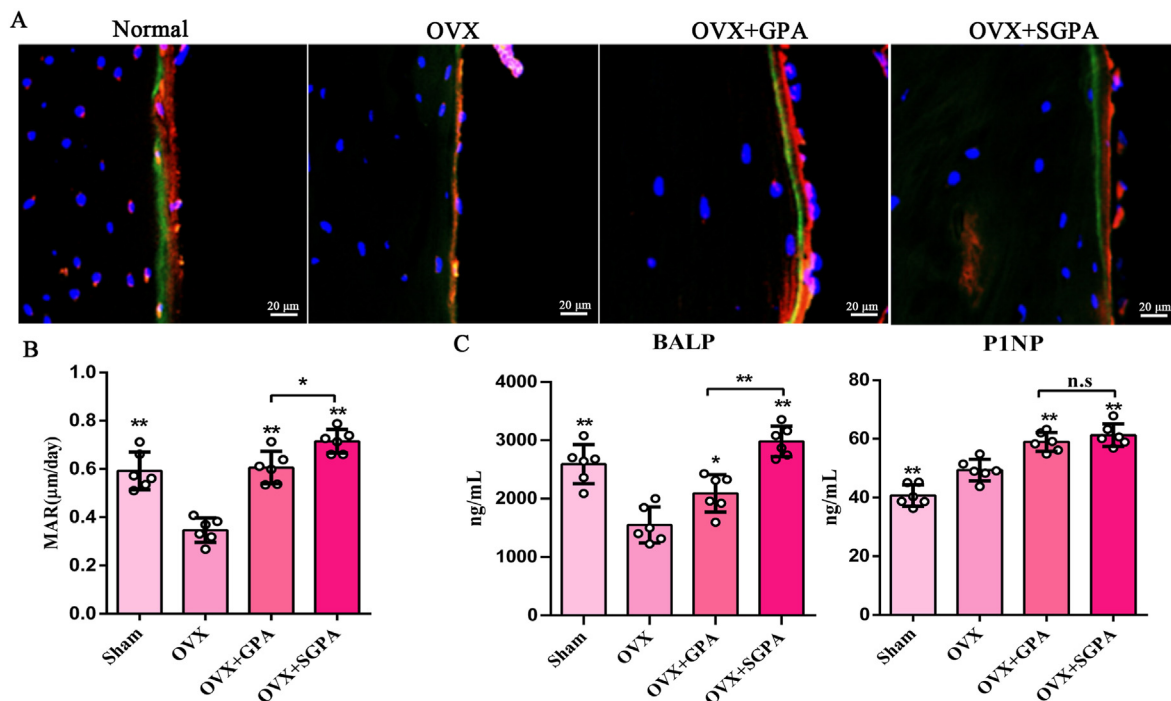 A
Normal
OVX
OVX+GPA
OVX+SGPA
20 μm
20 μm
20 μm
20 μm
B
MAR(μm/day)
1.0
0.8
0.6
0.4
0.2
0.0
**
**
*
**
Sham
OVX
OVX+GPA
OVX+SGPA
C
BALP
ng/mL
4000
3000
2000
1000
0
**
*
**
**
Sham
OVX
OVX+GPA
OVX+SGPA
P1NP
ng/mL
80
60
40
20
0
**
**
n.s
**
Sham
OVX
OVX+GPA
OVX+SGPA